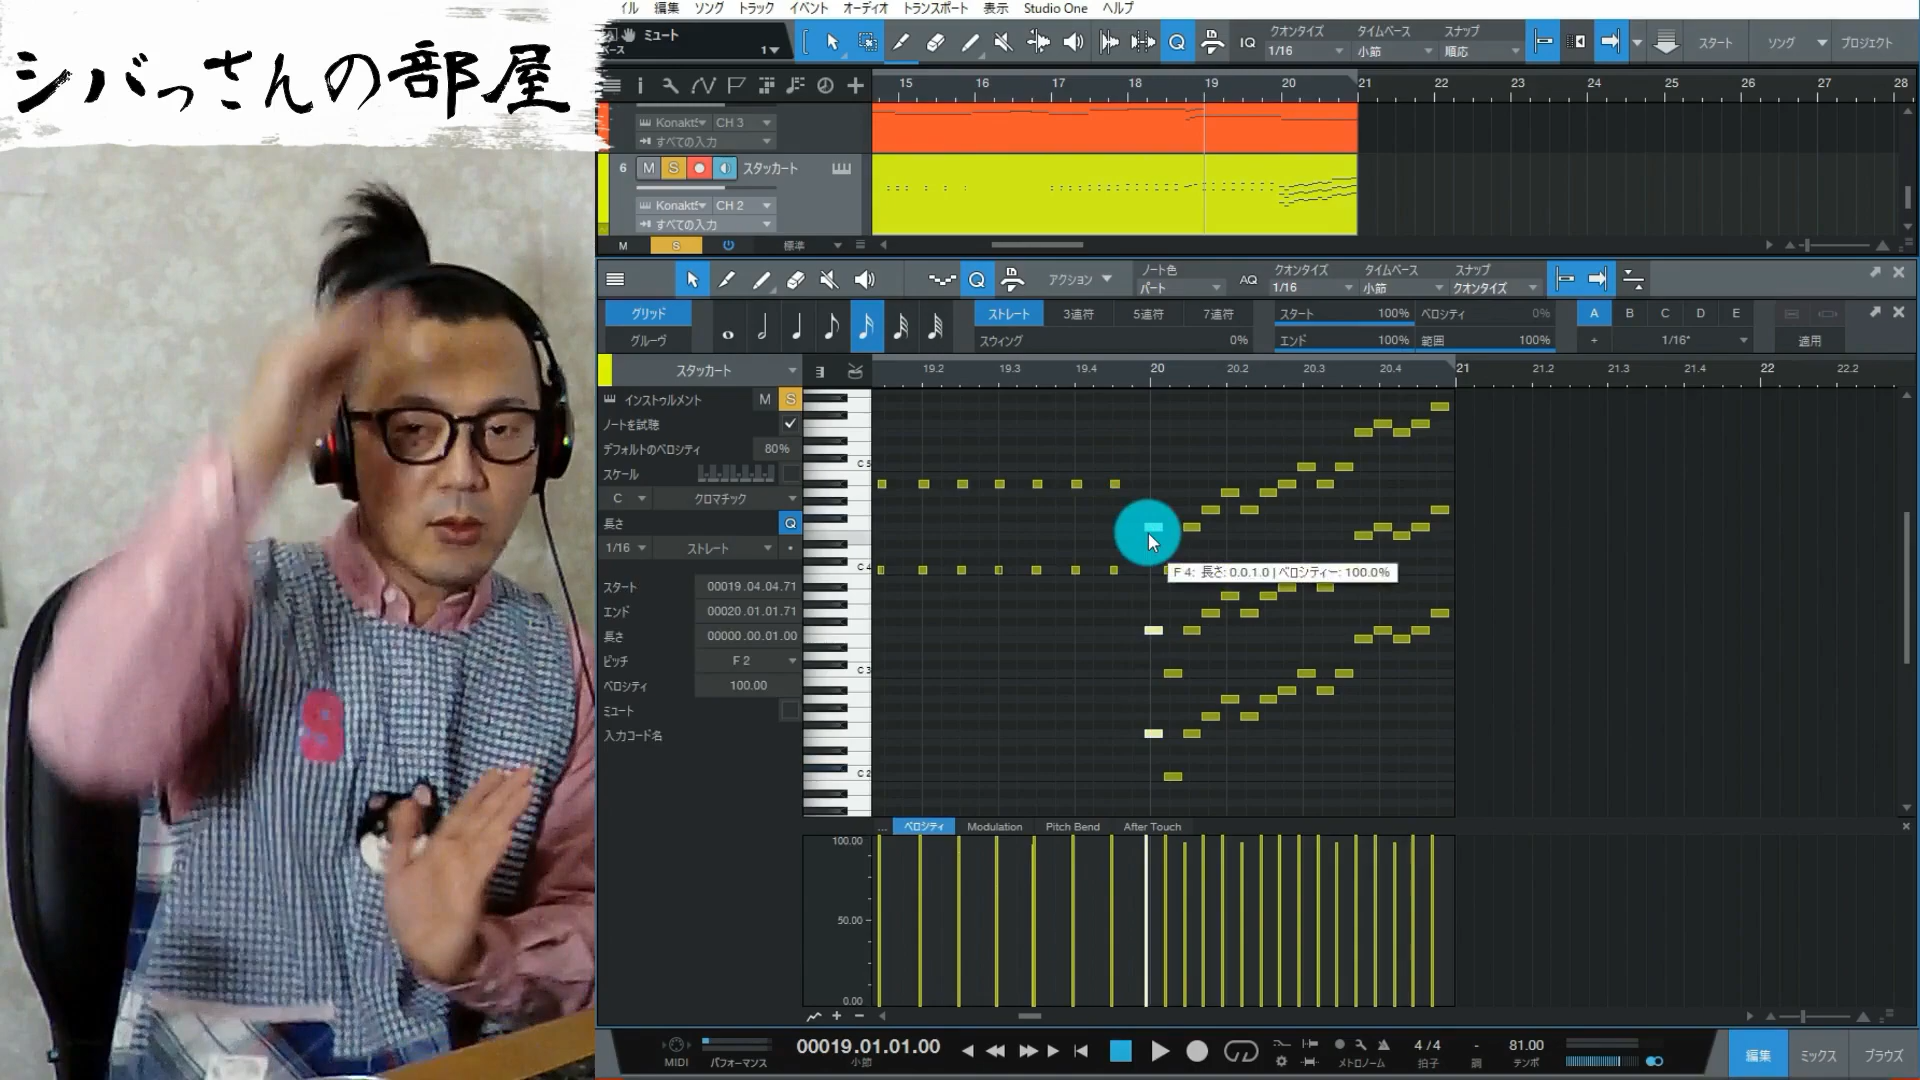 シバっさんの部屋
イル 編集 ソング トラック イベント オーディオ トランスポート 表示 Studio One ヘルプ
ミュート
ベース 1
IQ クオンタイズ 1/16 タイムベース 小節 スナップ 順応 スタート ソング プロジェクト
15 16 17 18 19 20 21 22 23 24 25 26 27 28
CH 3
すべての入力
6 M S スタッカート
CH 2
すべての入力
M S 標準
アクション ノート色 パート AQ クオンタイズ 1/16 タイムベース 小節 スナップ クオンタイズ
グリッド ストレート 3連符 5連符 7連符 スタート 100% ベロシティ 0% A B C D E
グルーヴ スウィング 0% エンド 100% 範囲 100% + 1/16* 適用
スタッカート 19.2 19.3 19.4 20 20.2 20.3 20.4 21 21.2 21.3 21.4 22 22.2
インストゥルメント M S
ノートを試聴
デフォルトのベロシティ 80%
スケール
C クロマチック
長さ Q
1/16 ストレート
スタート 00019.04.04.71
エンド 00020.01.01.71
長さ 00000.00.01.00
ピッチ F 2
ベロシティ 100.00
ミュート
入力コード名
C 5
C 4
C 3
C 2
F 4: 長さ: 0.0.1.0 | ベロシティー: 100.0%
... ベロシティ Modulation Pitch Bend After Touch
100.00
50.00
0.00
MIDI パフォーマンス 00019.01.01.00 小節 メトロノーム 4 / 4 拍子 - 調 81.00 テンポ 編集 ミックス ブラウズ